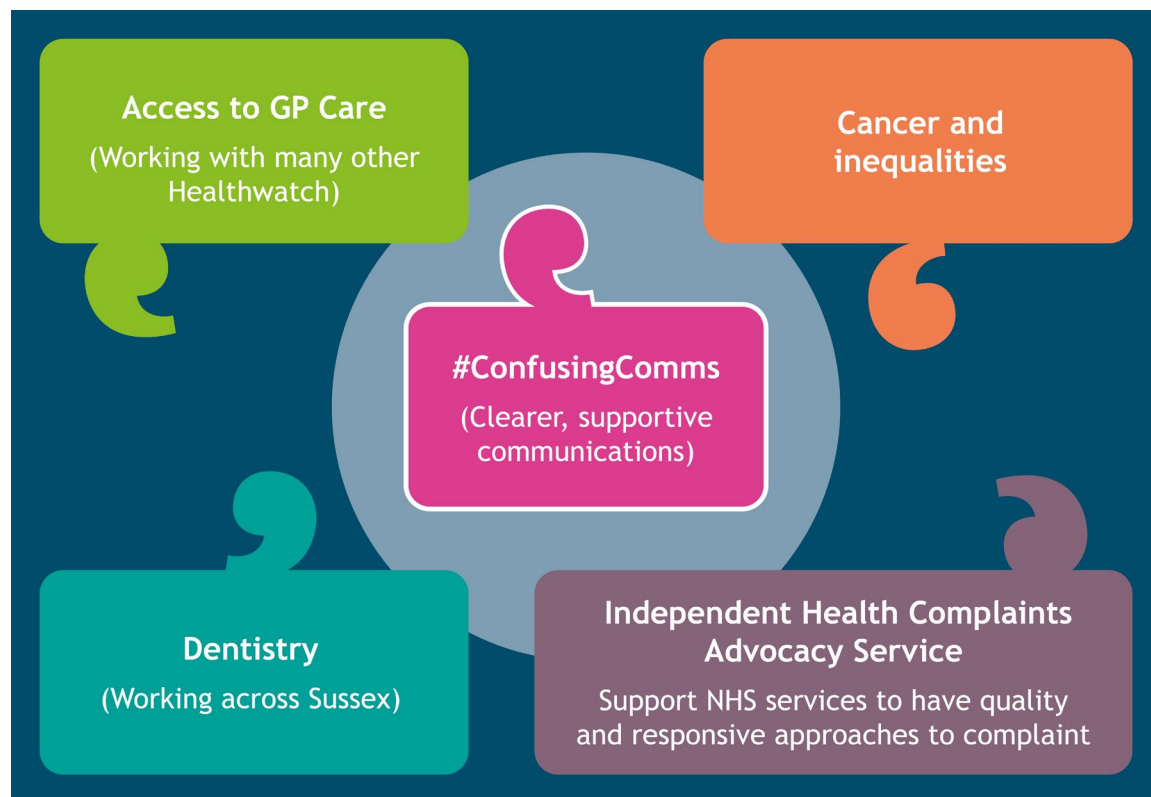 Access to GP Care
(Working with many other
Healthwatch)
Cancer and
inequalities
#ConfusingComms
(Clearer, supportive
communications)
Dentistry
(Working across Sussex)
Independent Health Complaints
Advocacy Service
Support NHS services to have quality
and responsive approaches to complaint